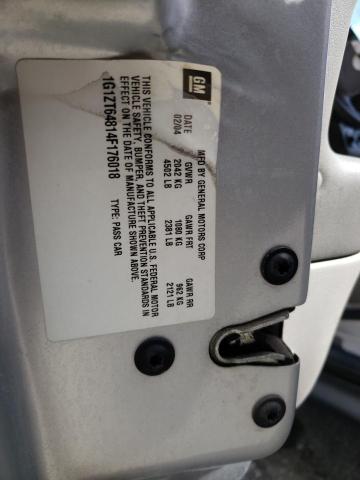 GM
MFD BY GENERAL MOTORS CORP
DATE GVWR GAWR FRT GAWR RR
02/04 2042 KG 1080 KG 962 KG
4502 LB 2381 LB 2121 LB
THIS VEHICLE CONFORMS TO ALL APPLICABLE U.S. FEDERAL MOTOR
VEHICLE SAFETY, BUMPER, AND THEFT PREVENTION STANDARDS IN
EFFECT ON THE DATE OF MANUFACTURE SHOWN ABOVE.
1G1ZT64814F176018 TYPE: PASS CAR